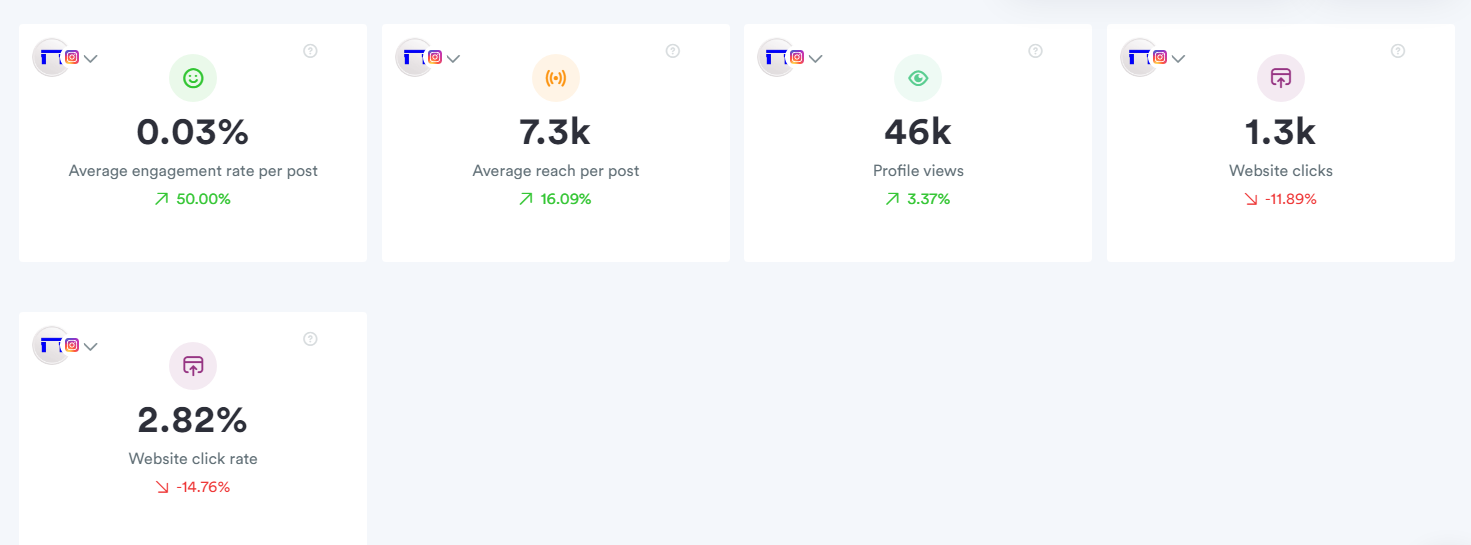 0.03%
Average engagement rate per post
50.00%
7.3k
Average reach per post
16.09%
46k
Profile views
3.37%
1.3k
Website clicks
-11.89%
2.82%
Website click rate
-14.76%